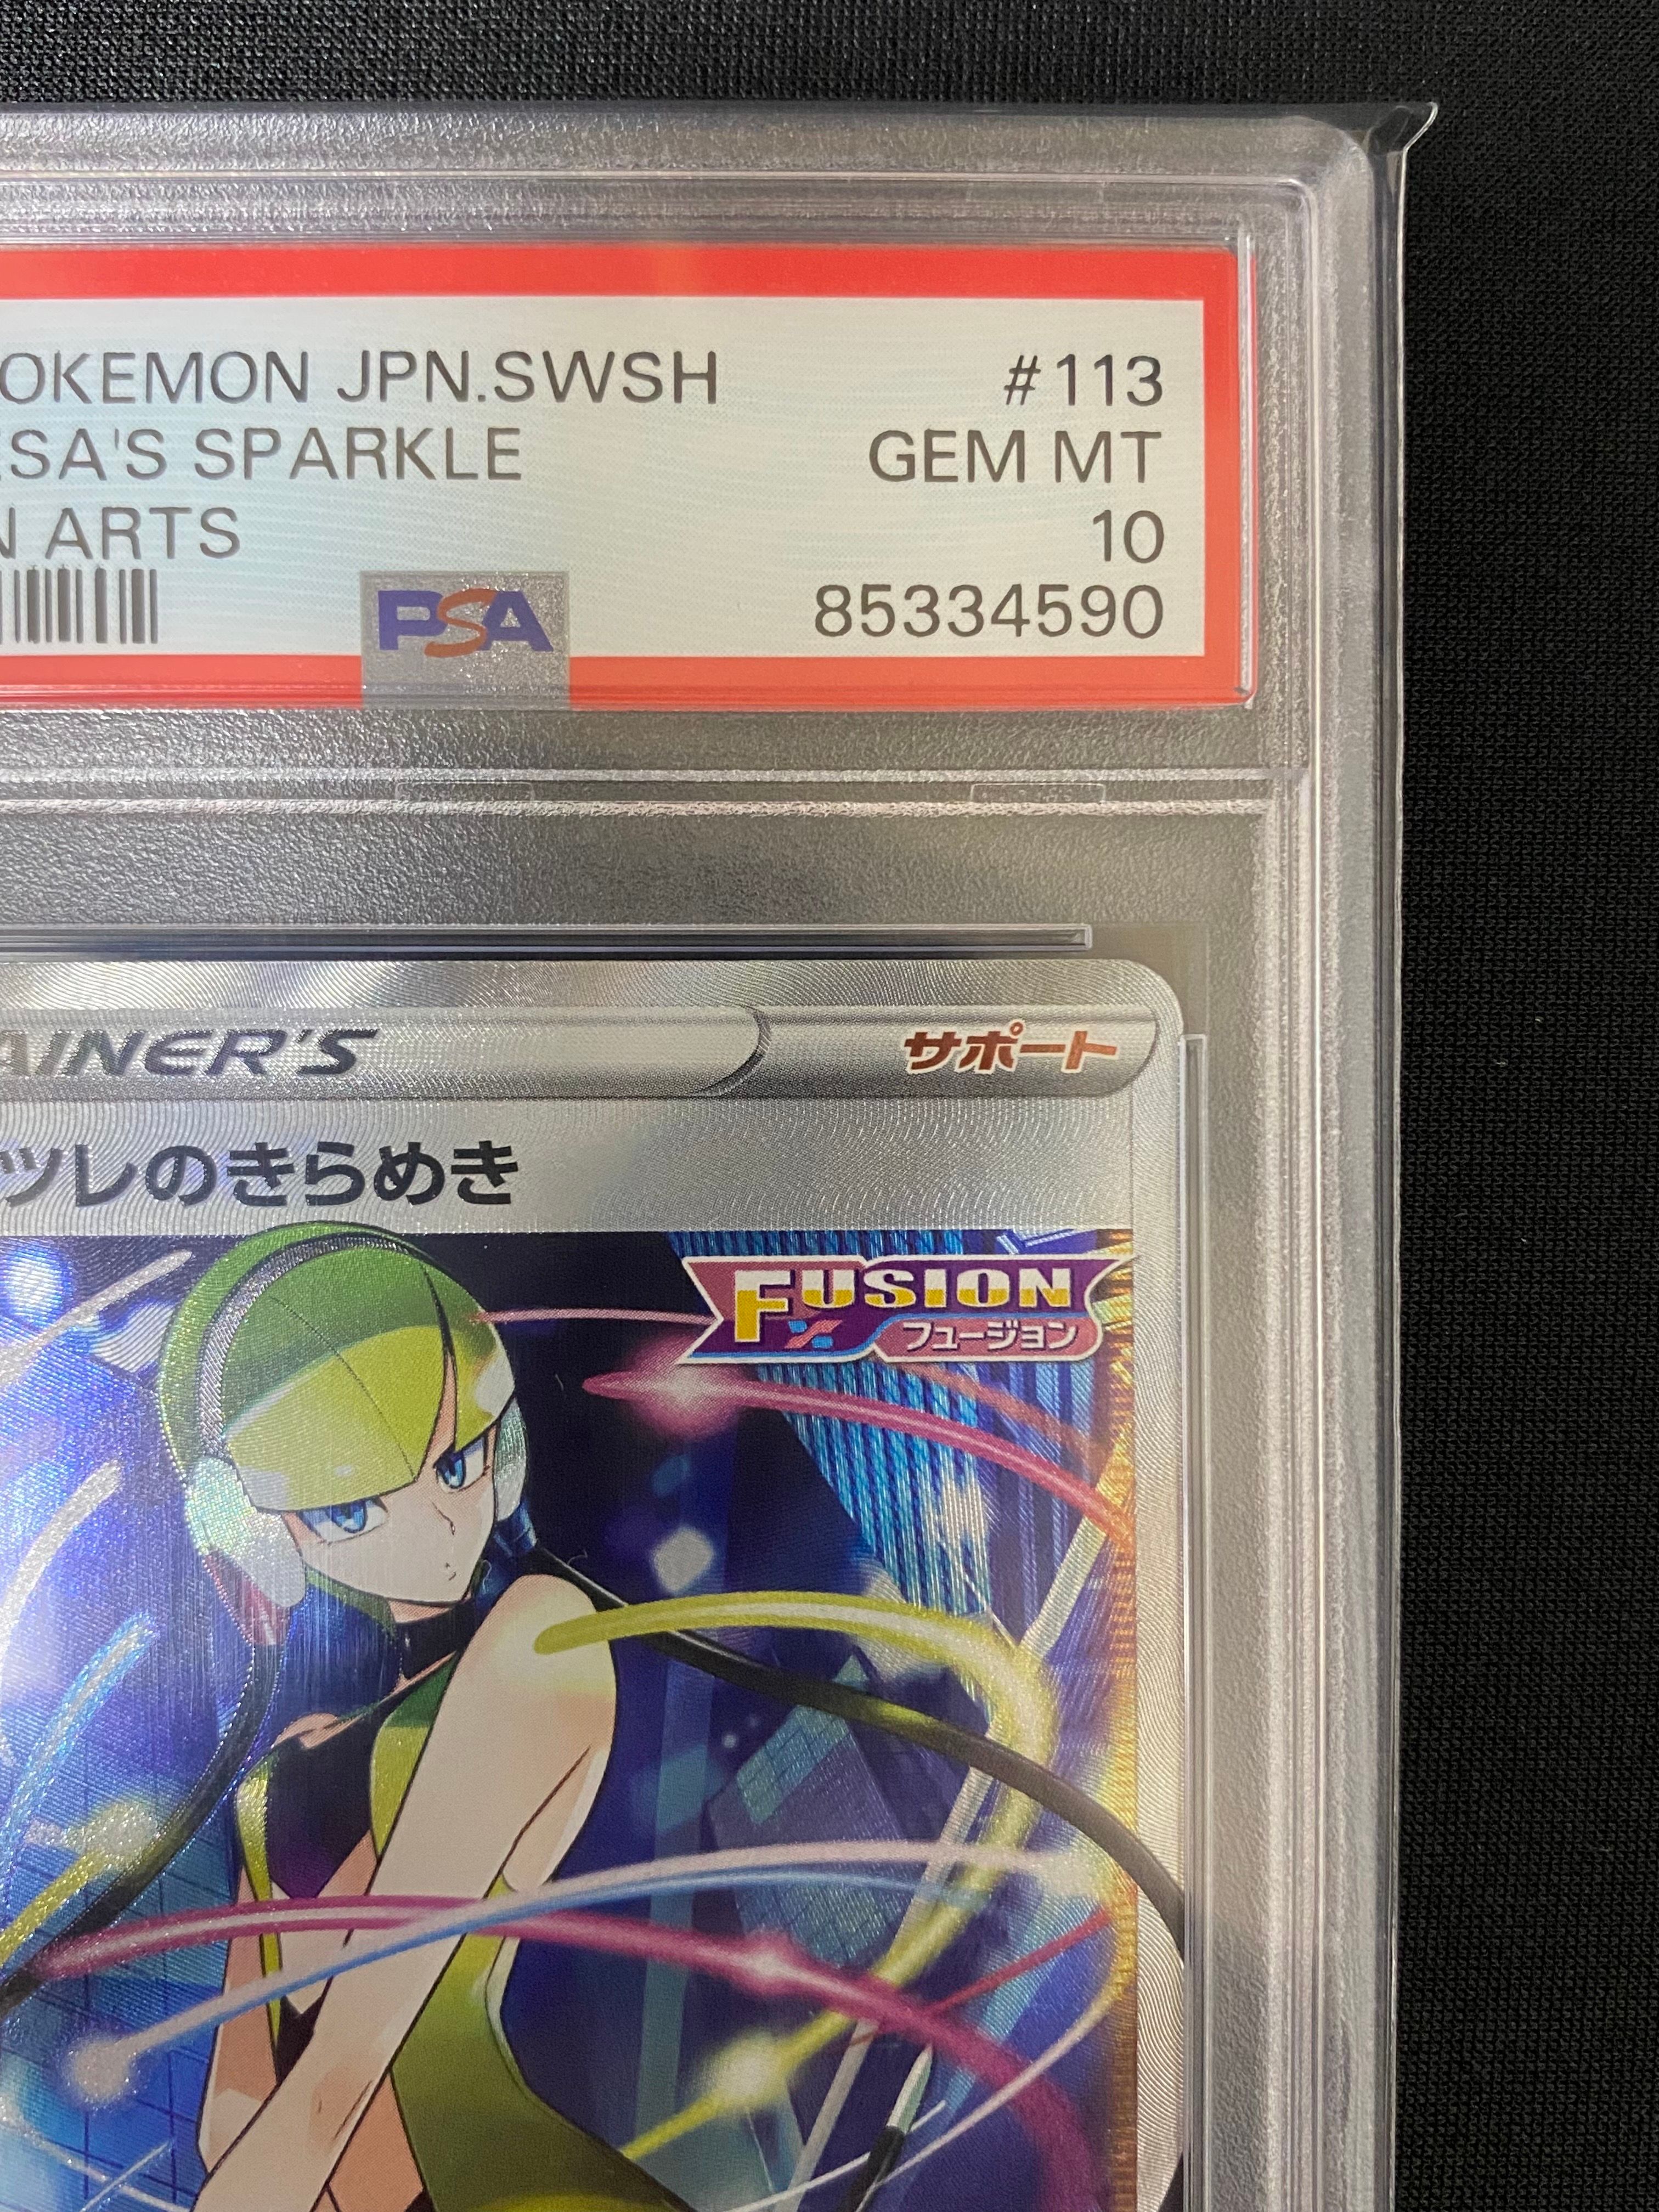 OKEMON JPN.SWSH #113
ESA'S SPARKLE GEM MT
N ARTS 10
PSA 85334590
AINER'S サポート
ツレのきらめき
FUSION
フュージョン